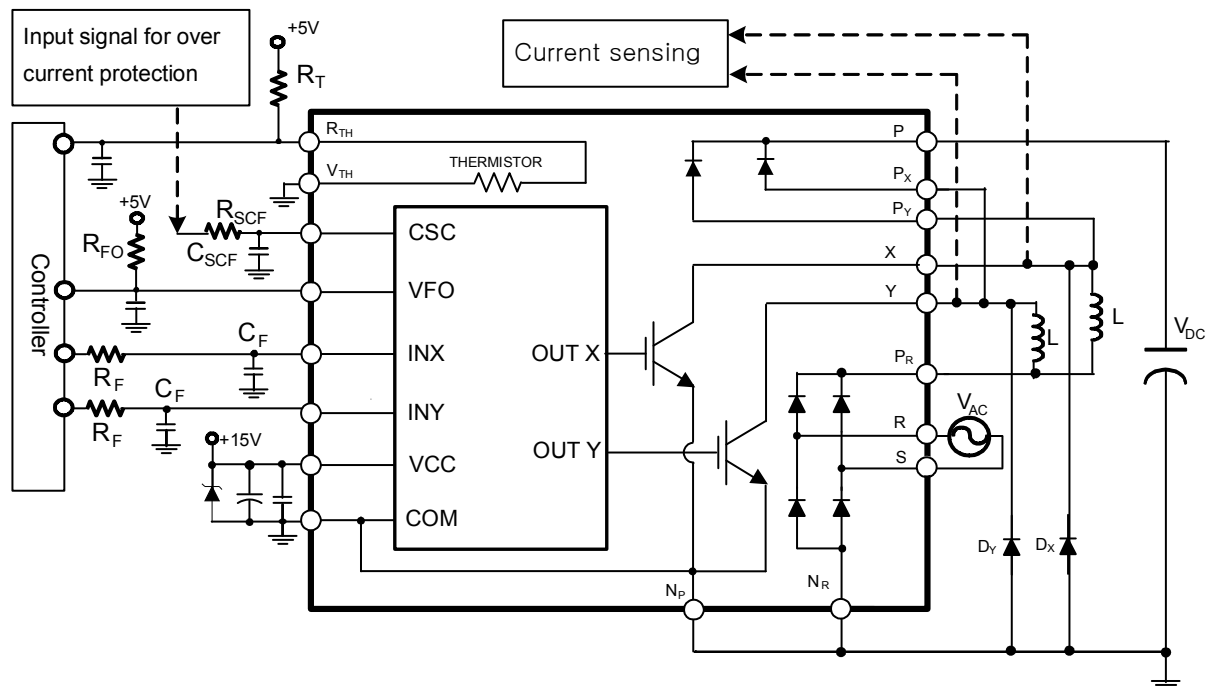 Input signal for over
current protection
+5V
R_T
Current sensing
Controller
R_TH
V_TH
THERMISTOR
+5V
R_FO
R_SCF
C_SCF
CSC
VFO
INX
INY
VCC
COM
OUT X
OUT Y
C_F
R_F
C_F
R_F
+15V
P
P_X
P_Y
X
Y
P_R
R
S
N_P
N_R
V_AC
L
L
V_DC
D_Y
D_X